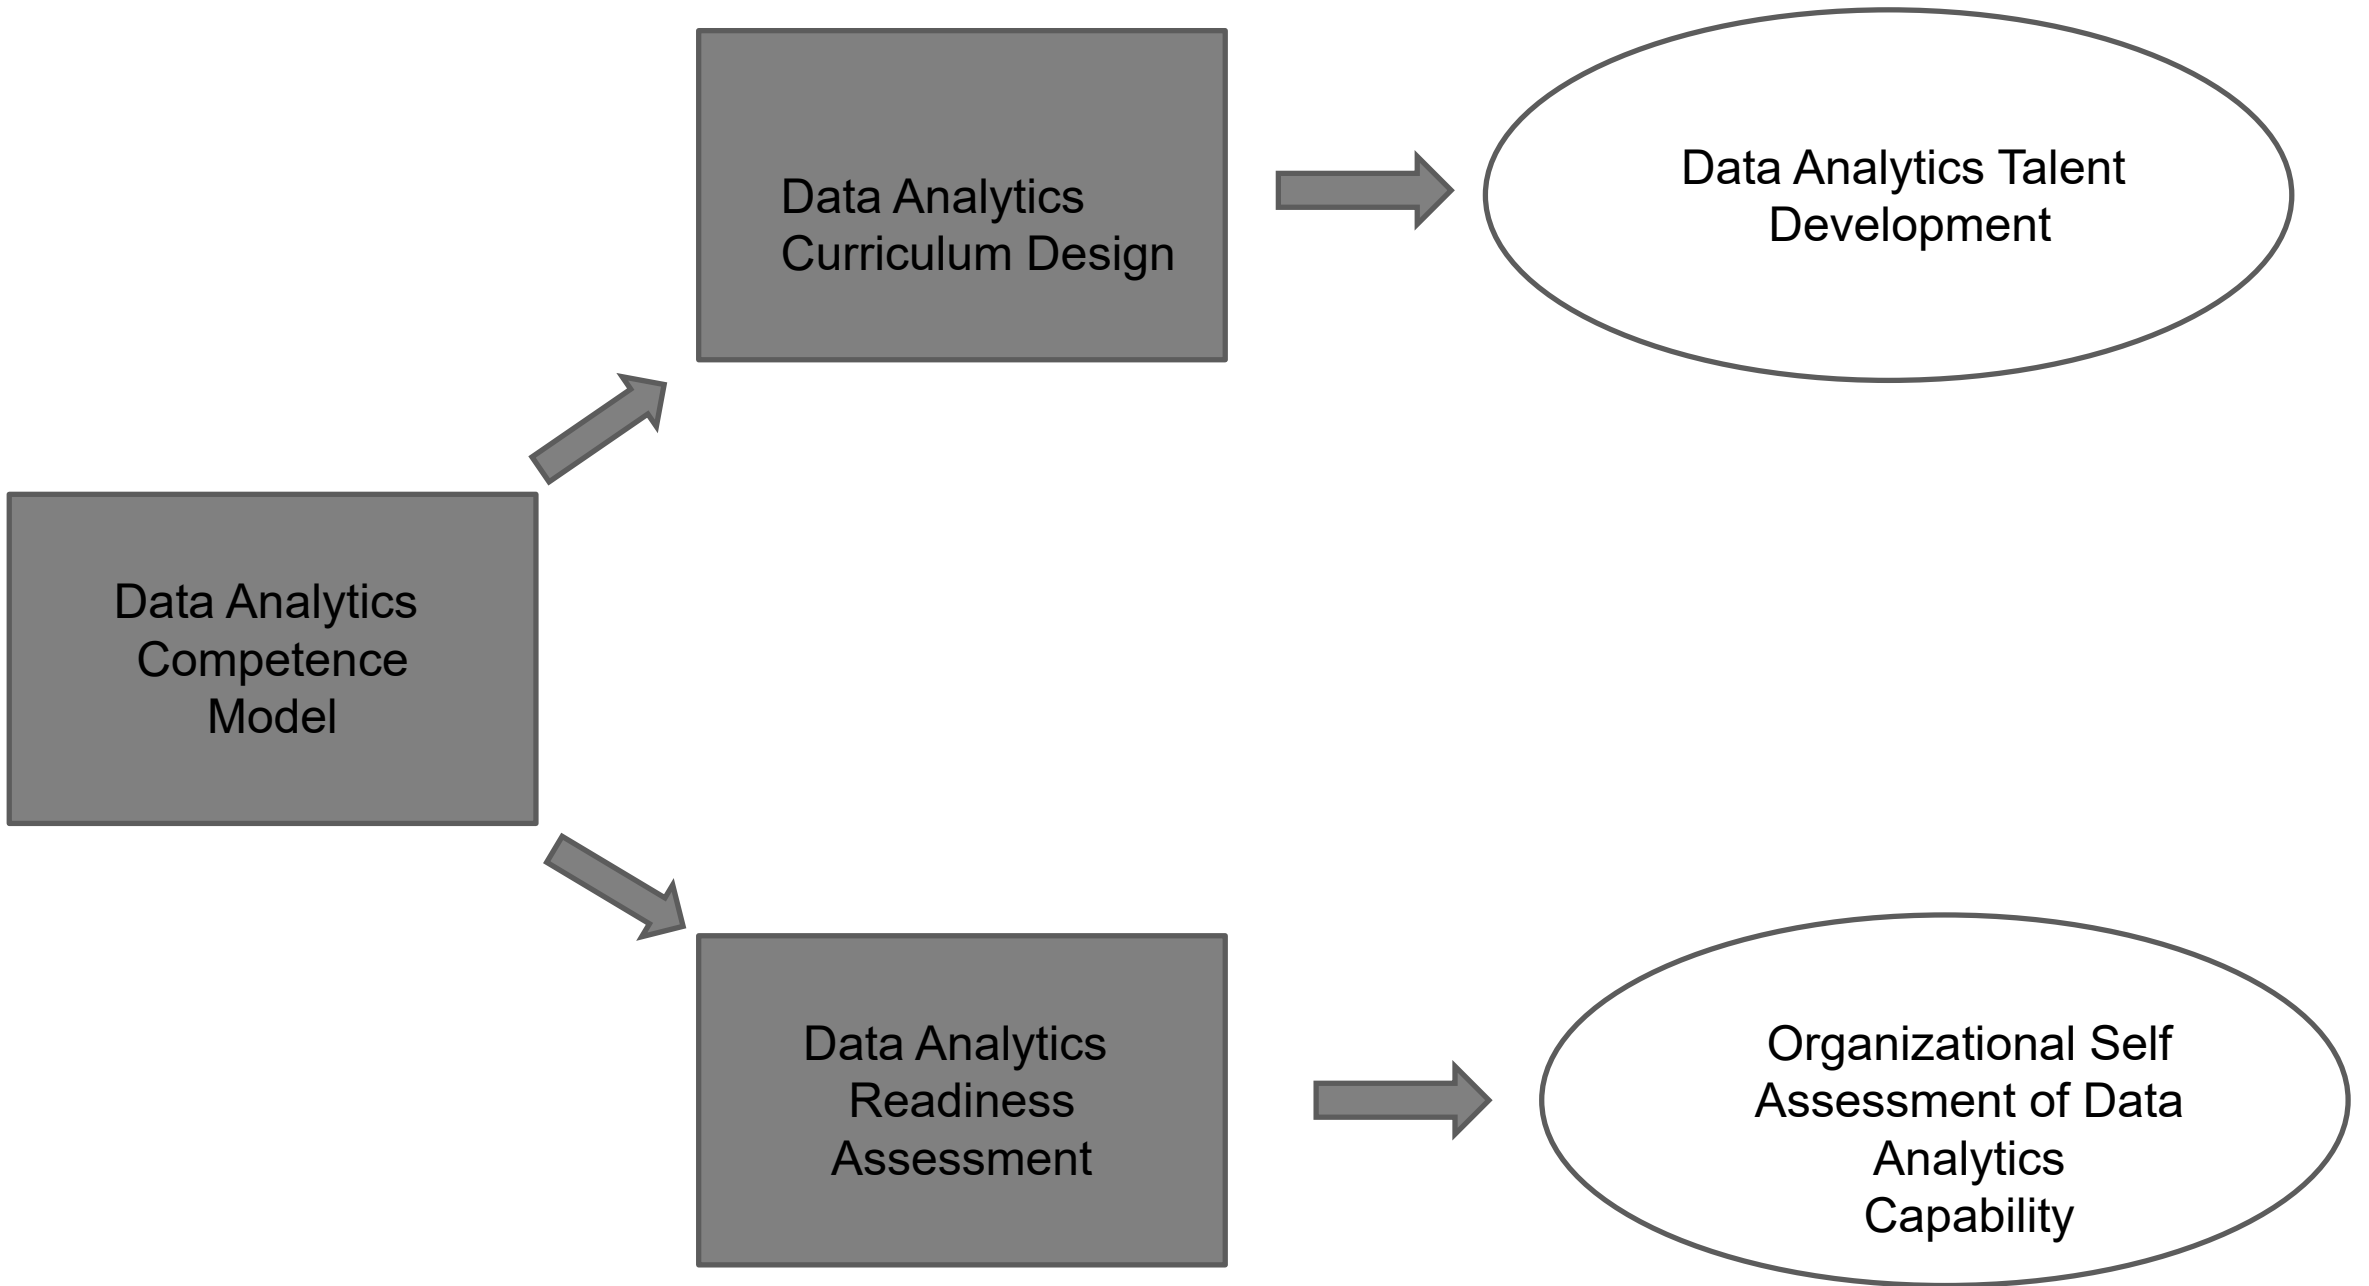 Data Analytics
Curriculum Design
Data Analytics Talent
Development
Data Analytics
Competence
Model
Data Analytics
Readiness
Assessment
Organizational Self
Assessment of Data
Analytics
Capability